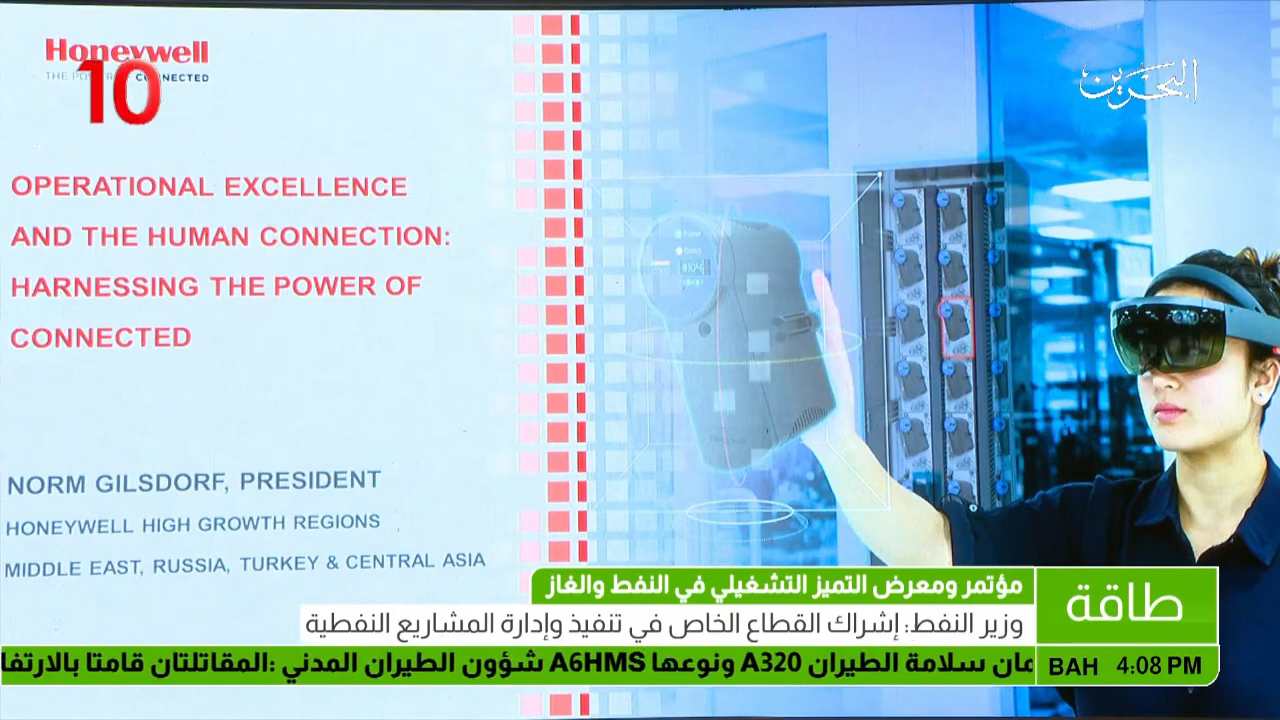 Honeywell
THE POWER OF CONNECTED
10
البحرين
OPERATIONAL EXCELLENCE
AND THE HUMAN CONNECTION:
HARNESSING THE POWER OF
CONNECTED
Power
Status
NORM GILSDORF, PRESIDENT
HONEYWELL HIGH GROWTH REGIONS
MIDDLE EAST, RUSSIA, TURKEY & CENTRAL ASIA
مؤتمر ومعرض التميز التشغيلي في النفط والغاز
طاقة
وزير النفط: إشراك القطاع الخاص في تنفيذ وإدارة المشاريع النفطية
شؤون الطيران المدني: المقاتلتان قامتا بالارتفا A6HMS ونوعها A320 سلامة الطيران
BAH 4:08 PM